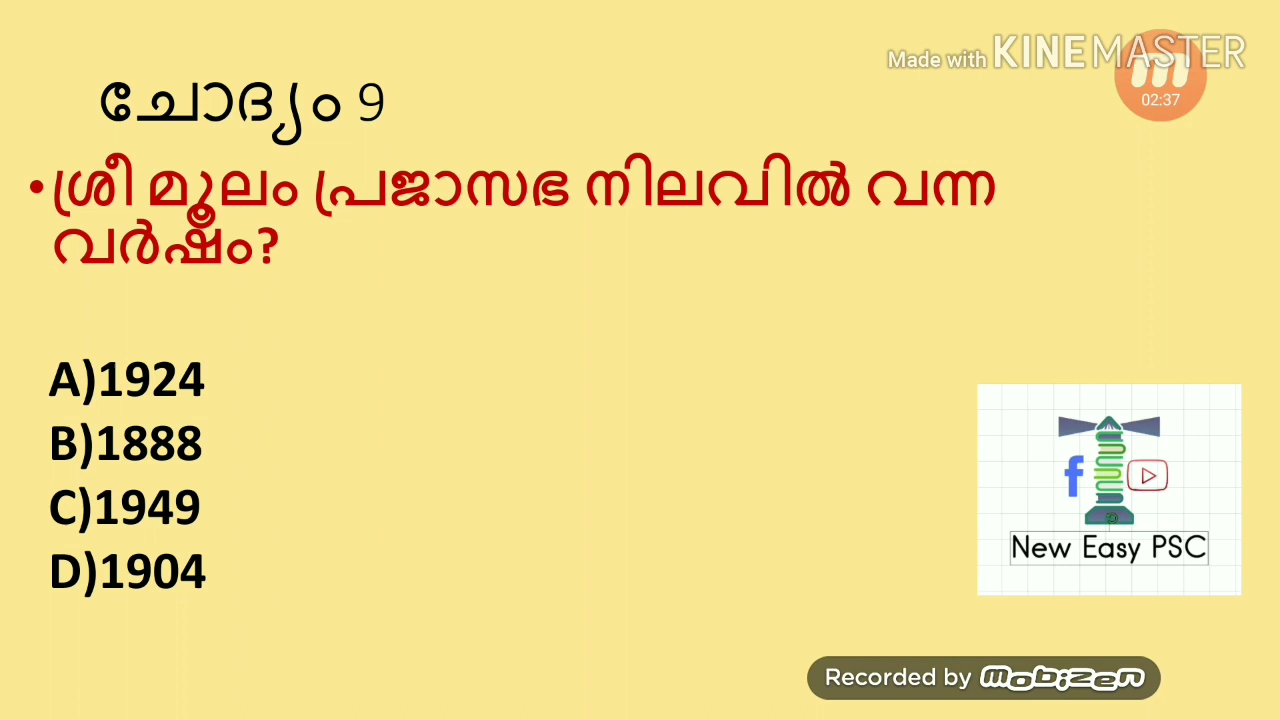 Made with KINEMASTER
02:37
ചോദ്യം 9
•ശ്രീ മൂലം പ്രജാസഭ നിലവിൽ വന്ന
വർഷം?
A)1924
B)1888
C)1949
D)1904
New Easy PSC
Recorded by mobizen